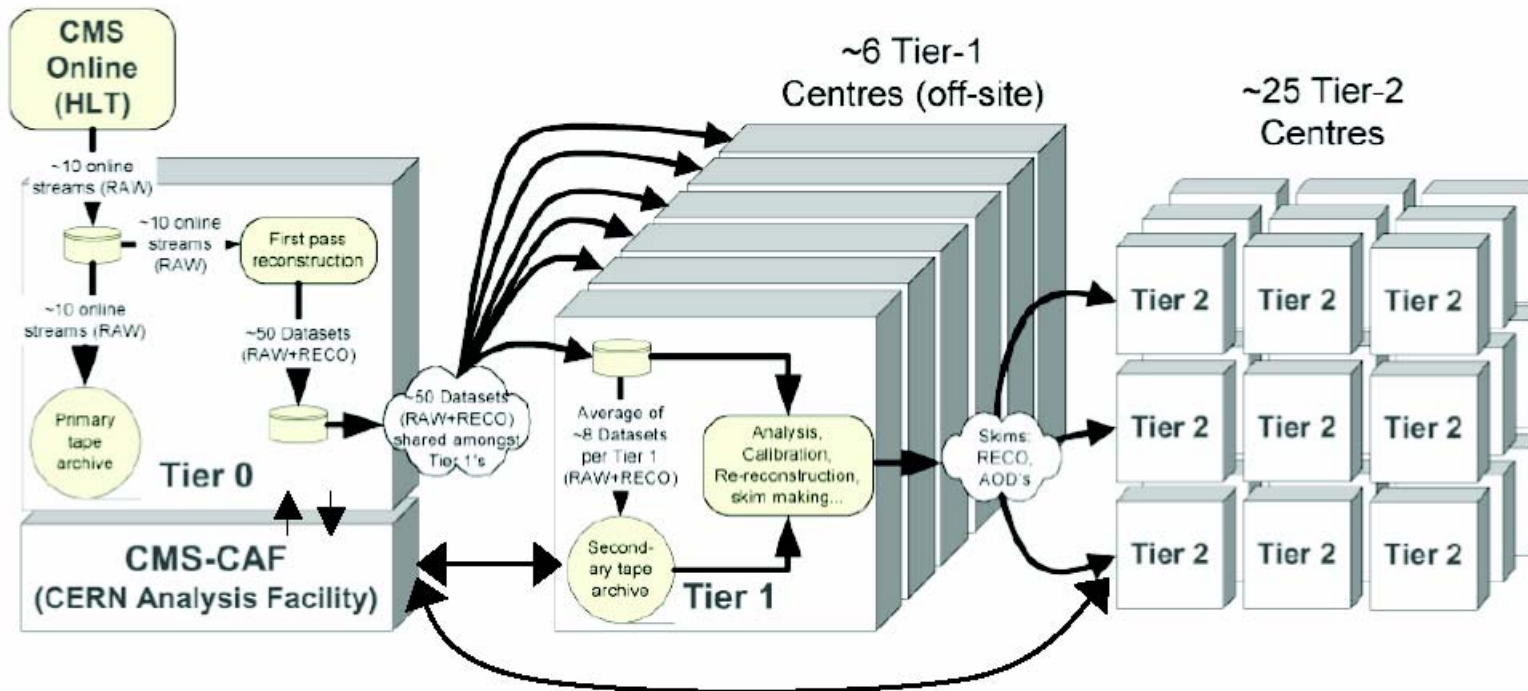 CMS
Online
(HLT)
~10 online
streams (RAW)
~10 online
streams
(RAW)
First pass
reconstruction
~10 online
streams (RAW)
~50 Datasets
(RAW+RECO)
Primary
tape
archive
Tier 0
~50 Datasets
(RAW+RECO)
shared amongst
Tier 1's
CMS-CAF
(CERN Analysis Facility)
~6 Tier-1
Centres (off-site)
Average of
~8 Datasets
per Tier 1
(RAW+RECO)
Analysis,
Calibration,
Re-reconstruction,
skim making...
Second-
ary tape
archive
Tier 1
Skims:
RECO,
AOD's
~25 Tier-2
Centres
Tier 2
Tier 2
Tier 2
Tier 2
Tier 2
Tier 2
Tier 2
Tier 2
Tier 2